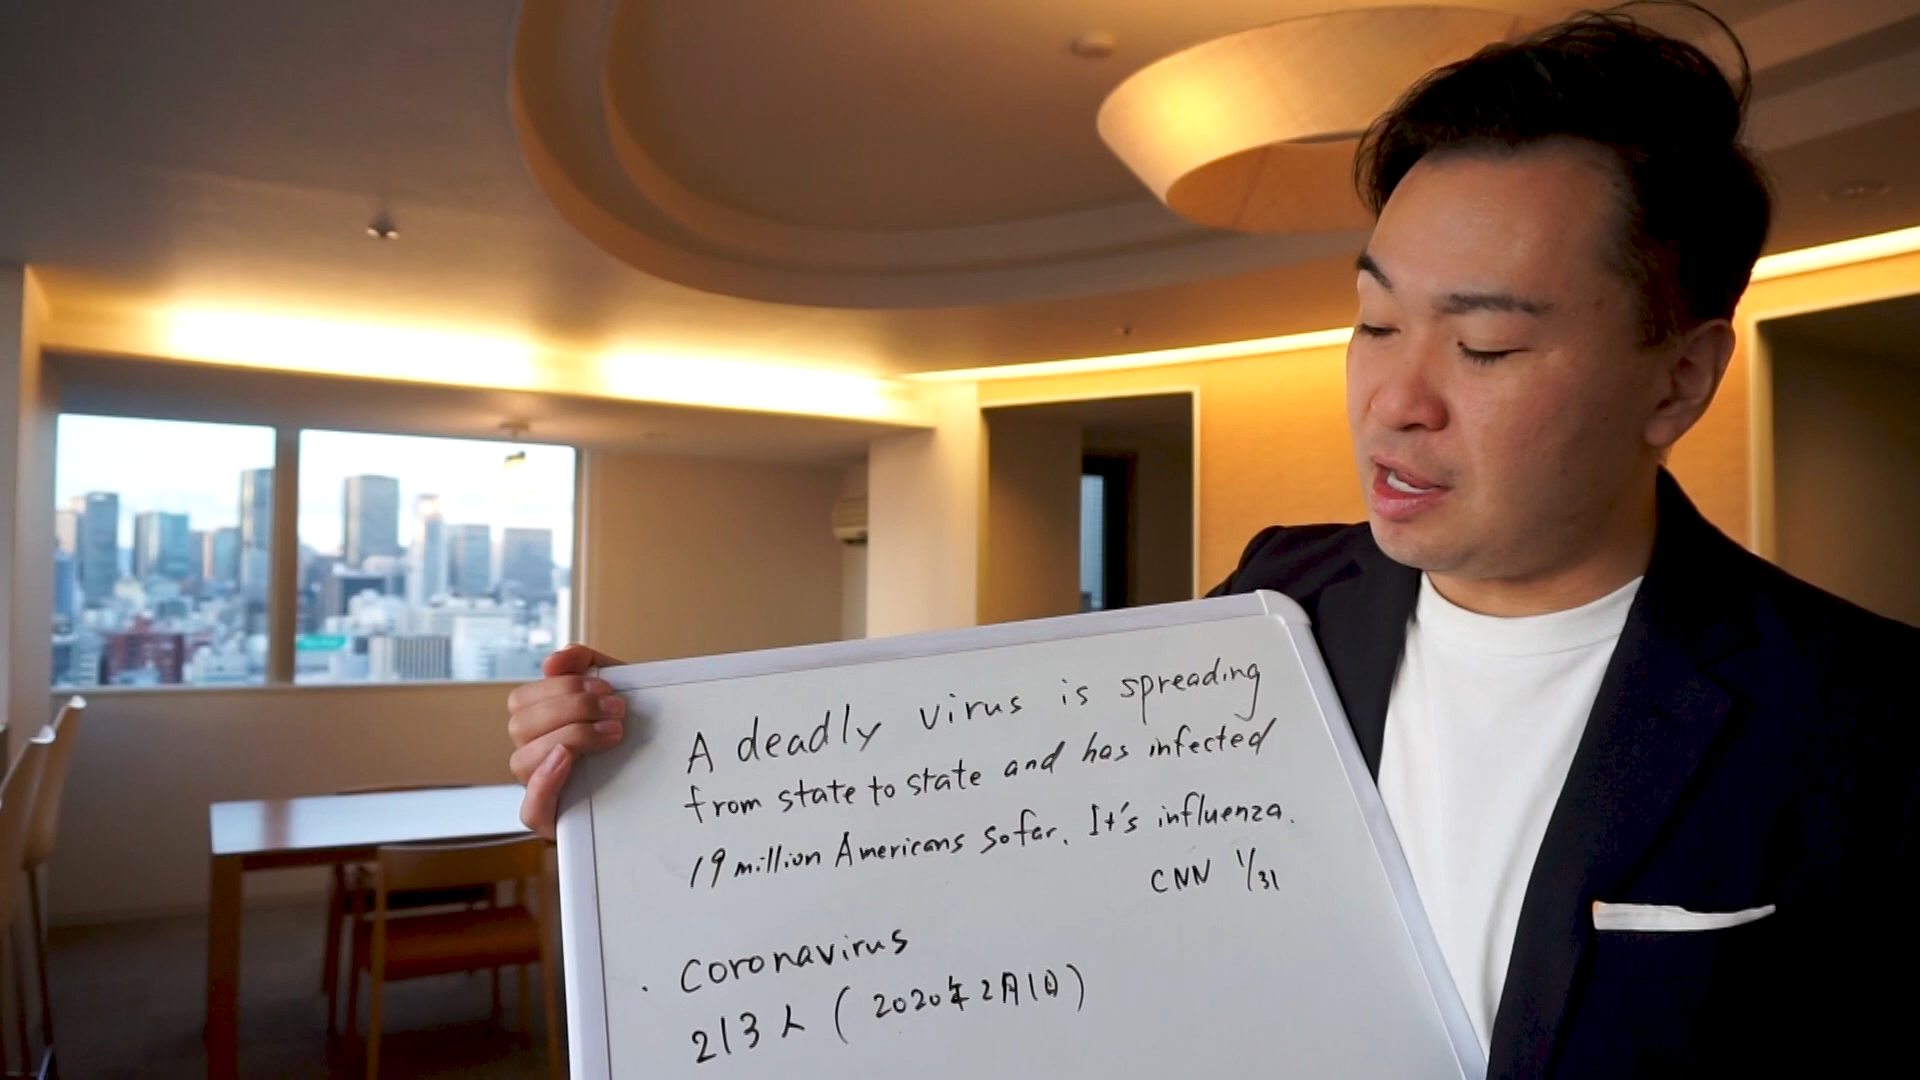 A deadly virus is spreading
from state to state and has infected
19 million Americans so far. It's influenza.
CNN 1/31
・coronavirus
213人 (2020年2月1日)